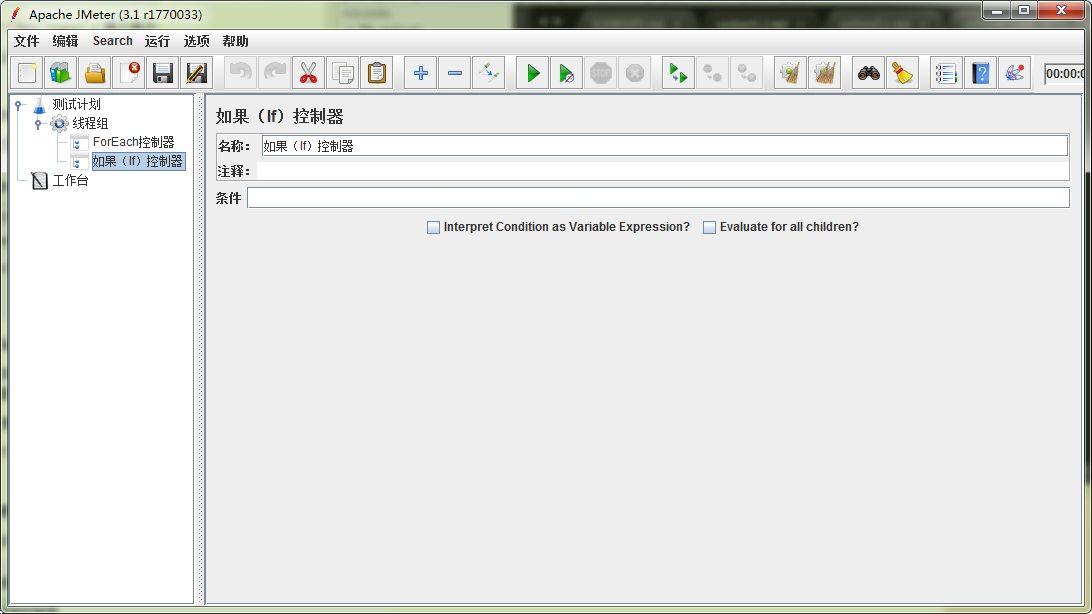 Apache JMeter (3.1 r1770033)
文件 编辑 Search 运行 选项 帮助
STOP
00:00:0
测试计划
线程组
ForEach控制器
如果（If）控制器
工作台
如果（If）控制器
名称： 如果（If）控制器
注释：
条件
Interpret Condition as Variable Expression? Evaluate for all children?